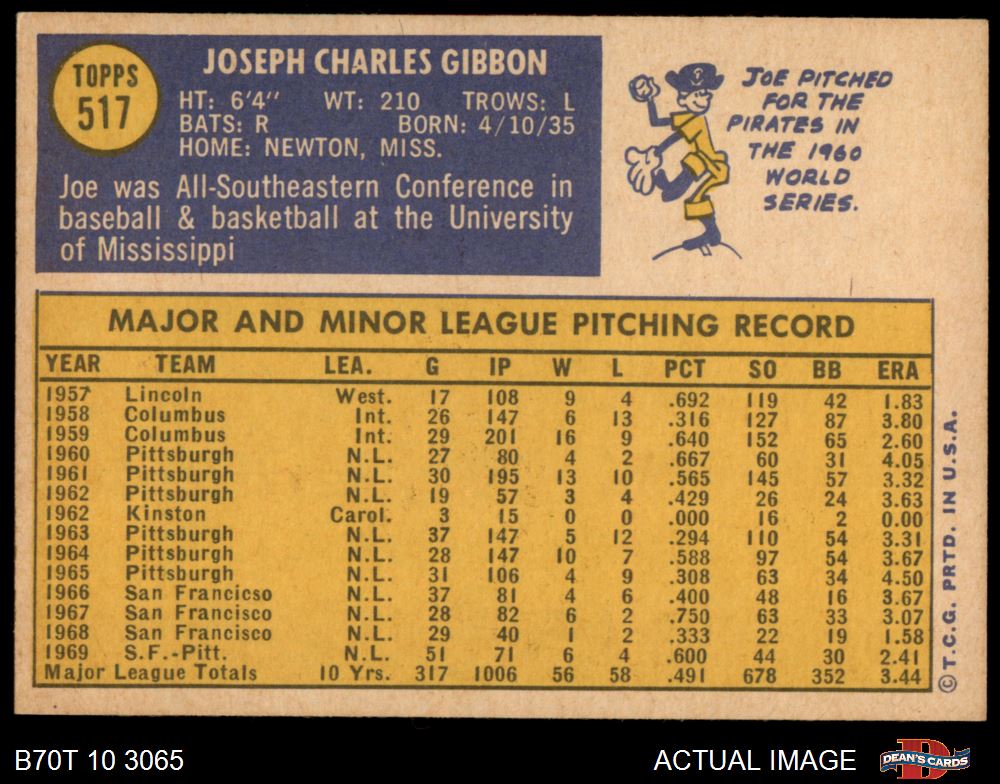 TOPPS
517
JOSEPH CHARLES GIBBON
HT: 6'4" WT: 210 TROWS: L
BATS: R BORN: 4/10/35
HOME: NEWTON, MISS.
Joe was All-Southeastern Conference in
baseball & basketball at the University
of Mississippi
JOE PITCHED
FOR THE
PIRATES IN
THE 1960
WORLD
SERIES.
MAJOR AND MINOR LEAGUE PITCHING RECORD
YEAR TEAM LEA. G IP W L PCT SO BB ERA
1957 Lincoln West. 17 108 9 4 .692 119 42 1.83
1958 Columbus Int. 26 147 6 13 .316 127 87 3.80
1959 Columbus Int. 29 201 16 9 .640 152 65 2.60
1960 Pittsburgh N.L. 27 80 4 2 .667 60 31 4.05
1961 Pittsburgh N.L. 30 195 13 10 .565 145 57 3.32
1962 Pittsburgh N.L. 19 57 3 4 .429 26 24 3.63
1962 Kinston Carol. 3 15 0 0 .000 16 2 0.00
1963 Pittsburgh N.L. 37 147 5 12 .294 110 54 3.31
1964 Pittsburgh N.L. 28 147 10 7 .588 97 54 3.67
1965 Pittsburgh N.L. 31 106 4 9 .308 63 34 4.50
1966 San Francicso N.L. 37 81 4 6 .400 48 16 3.67
1967 San Francisco N.L. 28 82 6 2 .750 63 33 3.07
1968 San Francisco N.L. 29 40 1 2 .333 22 19 1.58
1969 S.F.-Pitt. N.L. 51 71 6 4 .600 44 30 2.41
Major League Totals 10 Yrs. 317 1006 56 58 .491 678 352 3.44
©T.C.G. PRTD. IN U.S.A.
B70T 10 3065
ACTUAL IMAGE
DEAN'S CARDS